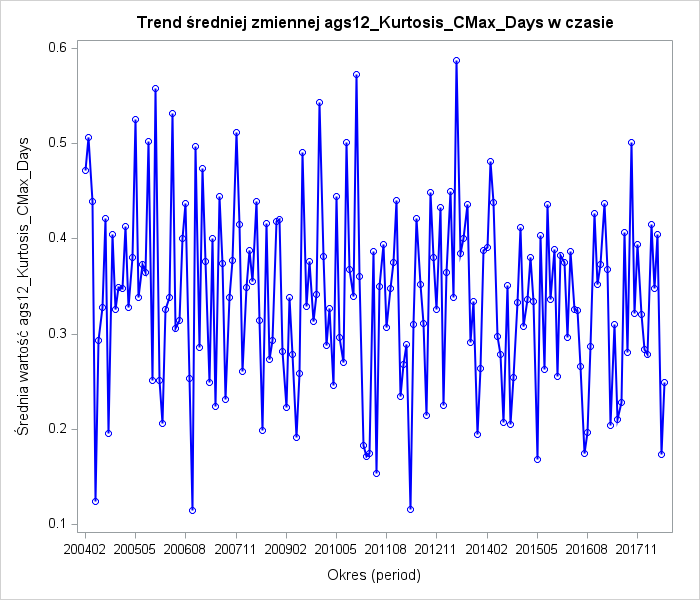 Trend średniej zmiennej ags12_Kurtosis_CMax_Days w czasie
0.6
0.5
0.4
0.3
0.2
0.1
Średnia wartość ags12_Kurtosis_CMax_Days
200402 200505 200608 200711 200902 201005 201108 201211 201402 201505 201608 201711
Okres (period)